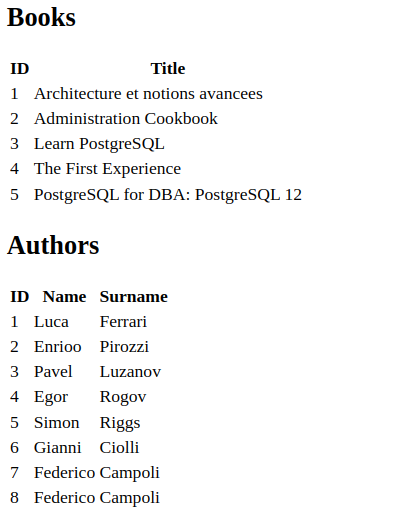 Books
ID Title
1 Architecture et notions avancees
2 Administration Cookbook
3 Learn PostgreSQL
4 The First Experience
5 PostgreSQL for DBA: PostgreSQL 12
Authors
ID Name Surname
1 Luca Ferrari
2 Enrioo Pirozzi
3 Pavel Luzanov
4 Egor Rogov
5 Simon Riggs
6 Gianni Ciolli
7 Federico Campoli
8 Federico Campoli